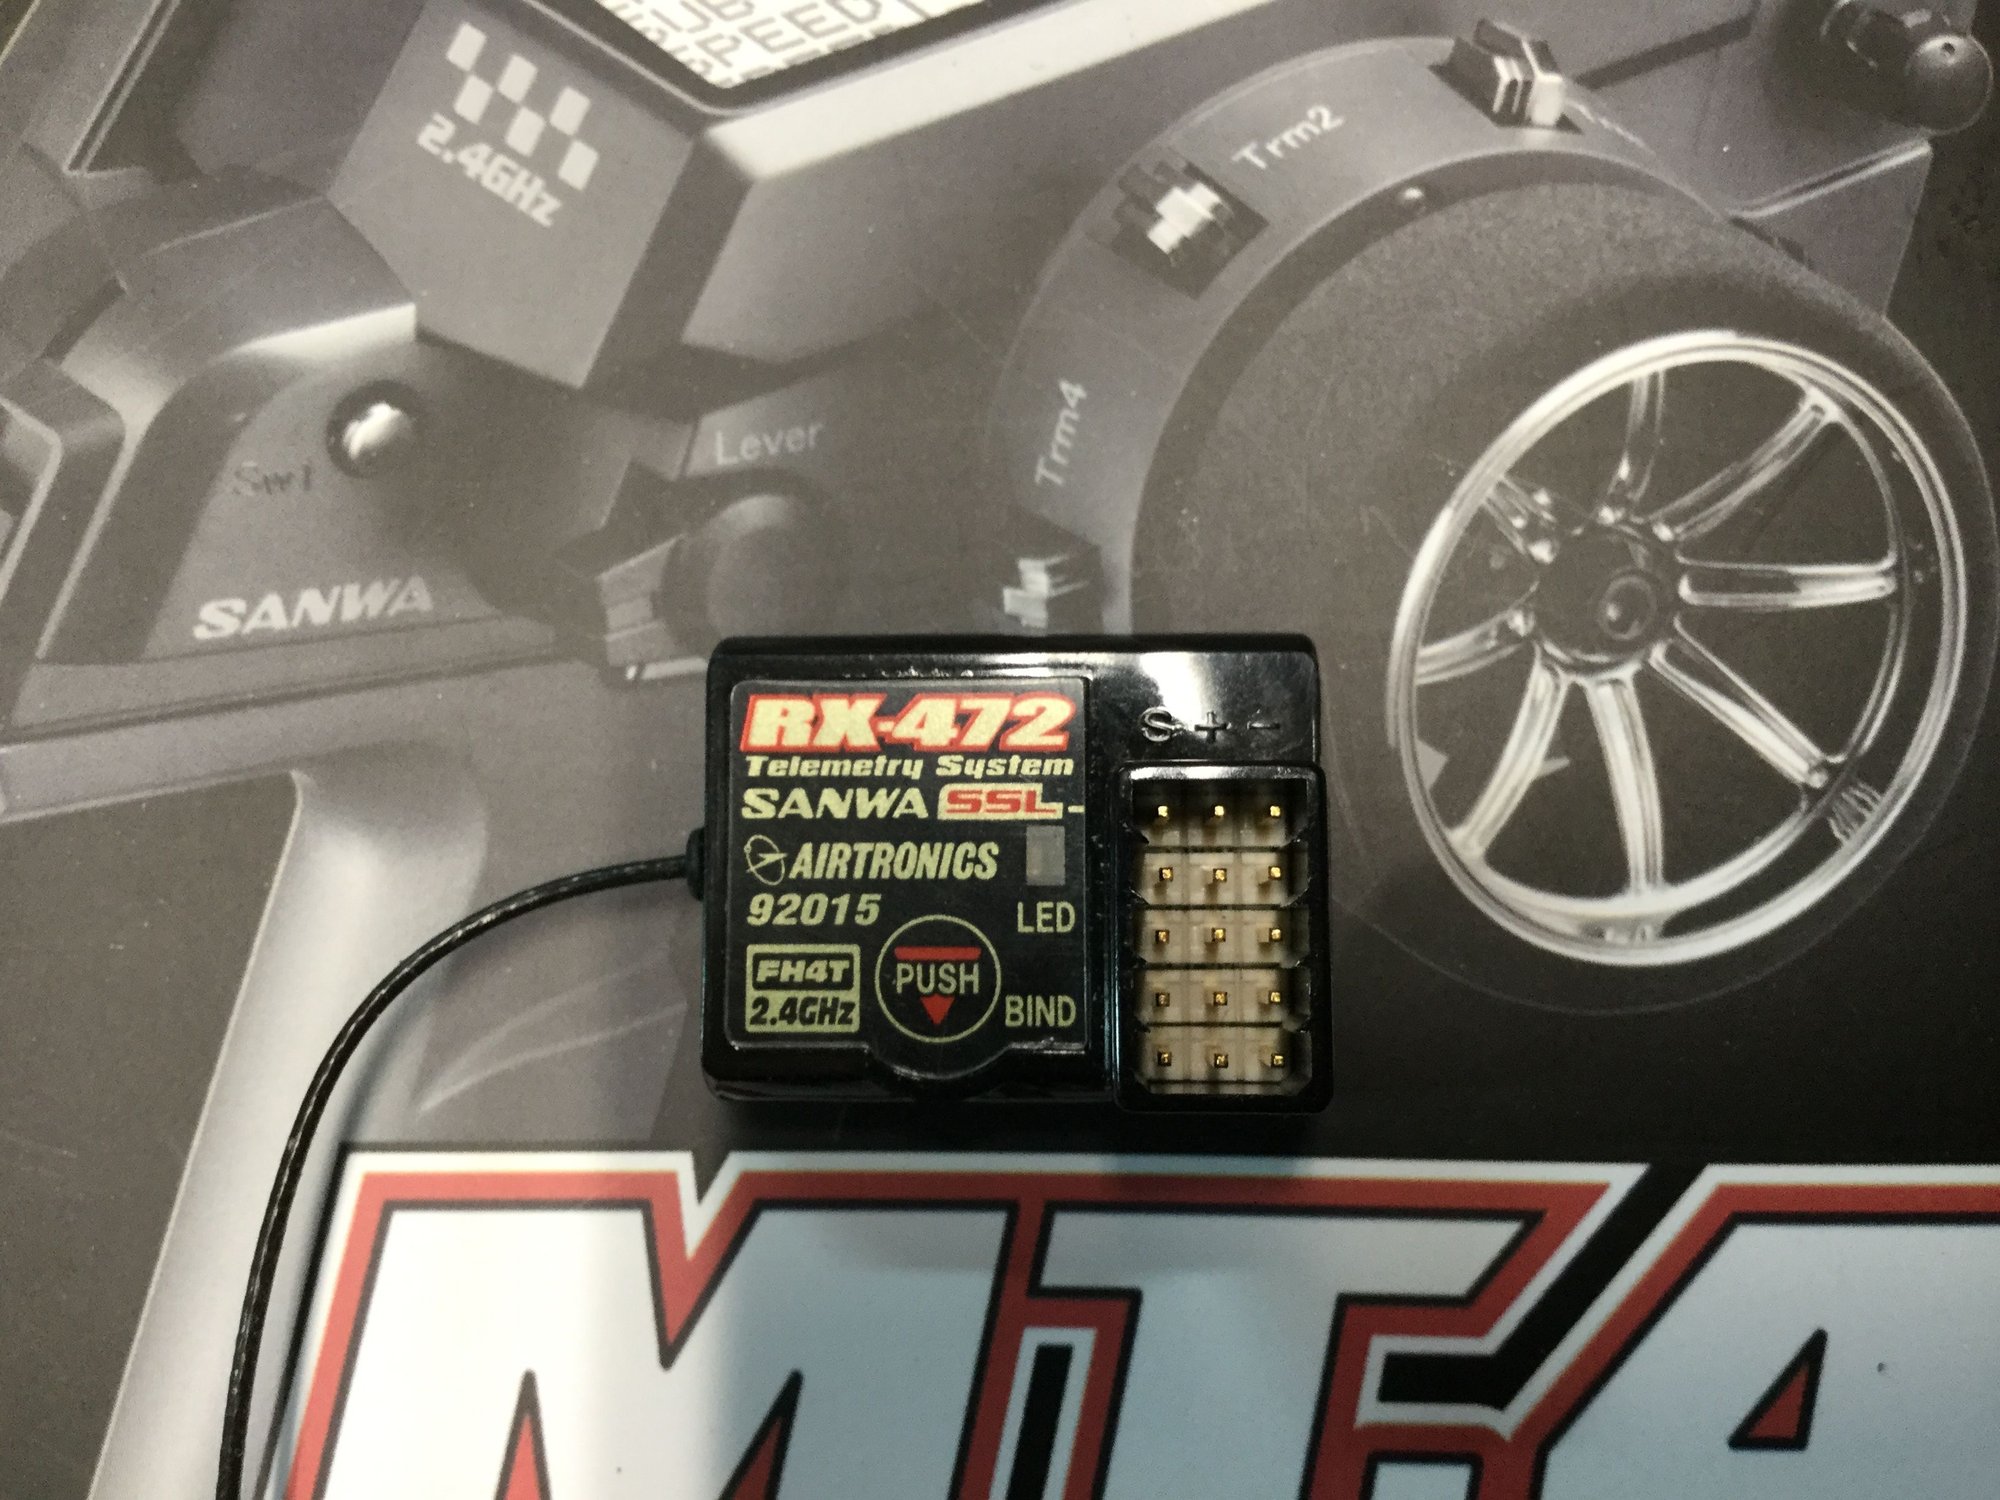 2.4GHz
Trm2
Trm4
Lever
Sw1
SANWA
RX-472
Telemetry System
SANWA SSL
AIRTRONICS
92015
LED
FH4T
2.4GHz
PUSH
BIND
S + -